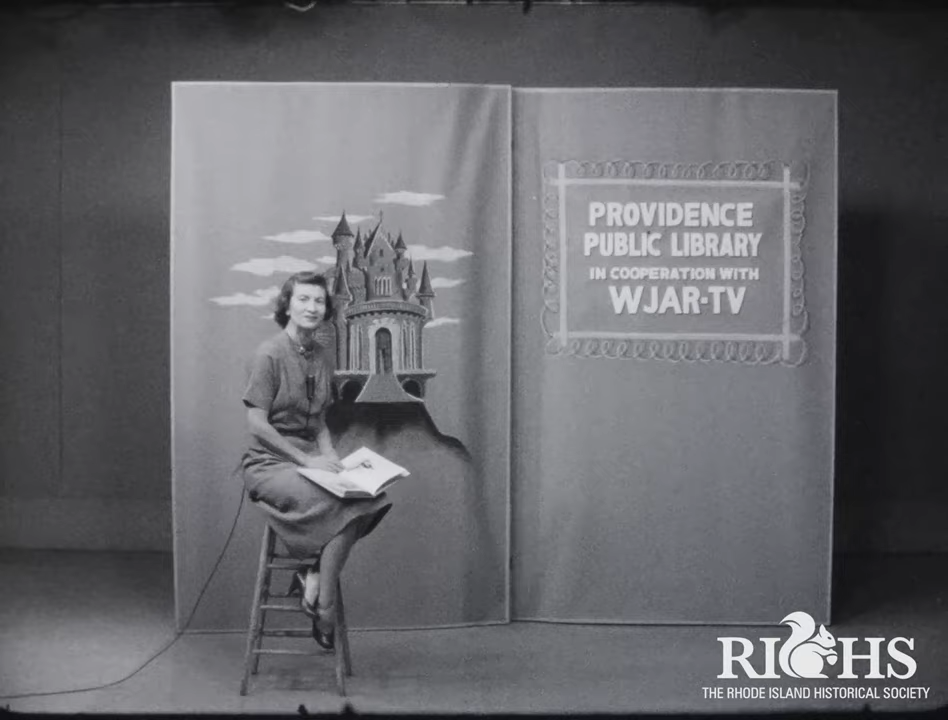 PROVIDENCE
PUBLIC LIBRARY
IN COOPERATION WITH
WJAR-TV
RIHS
THE RHODE ISLAND HISTORICAL SOCIETY